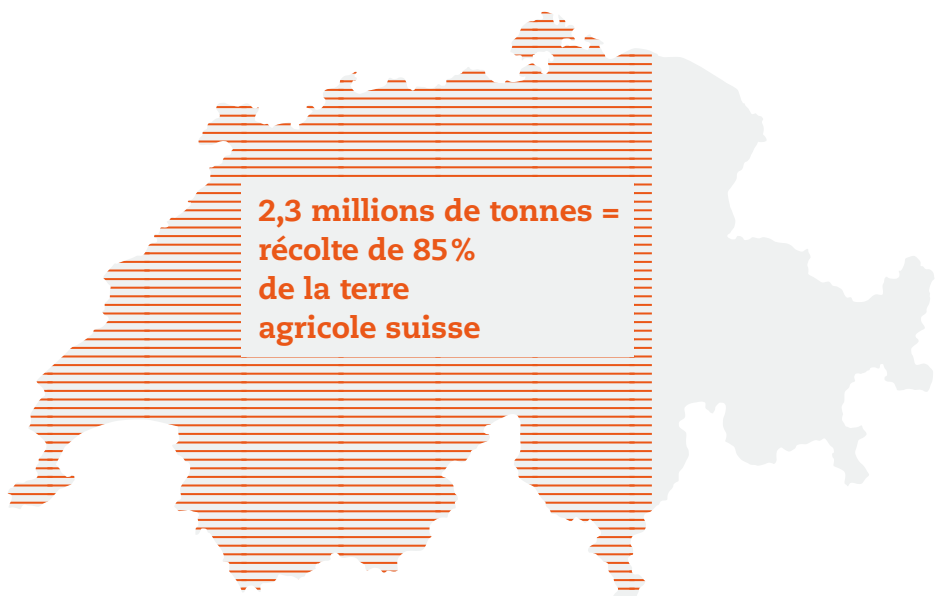 2,3 millions de tonnes =
récolte de 85%
de la terre
agricole suisse